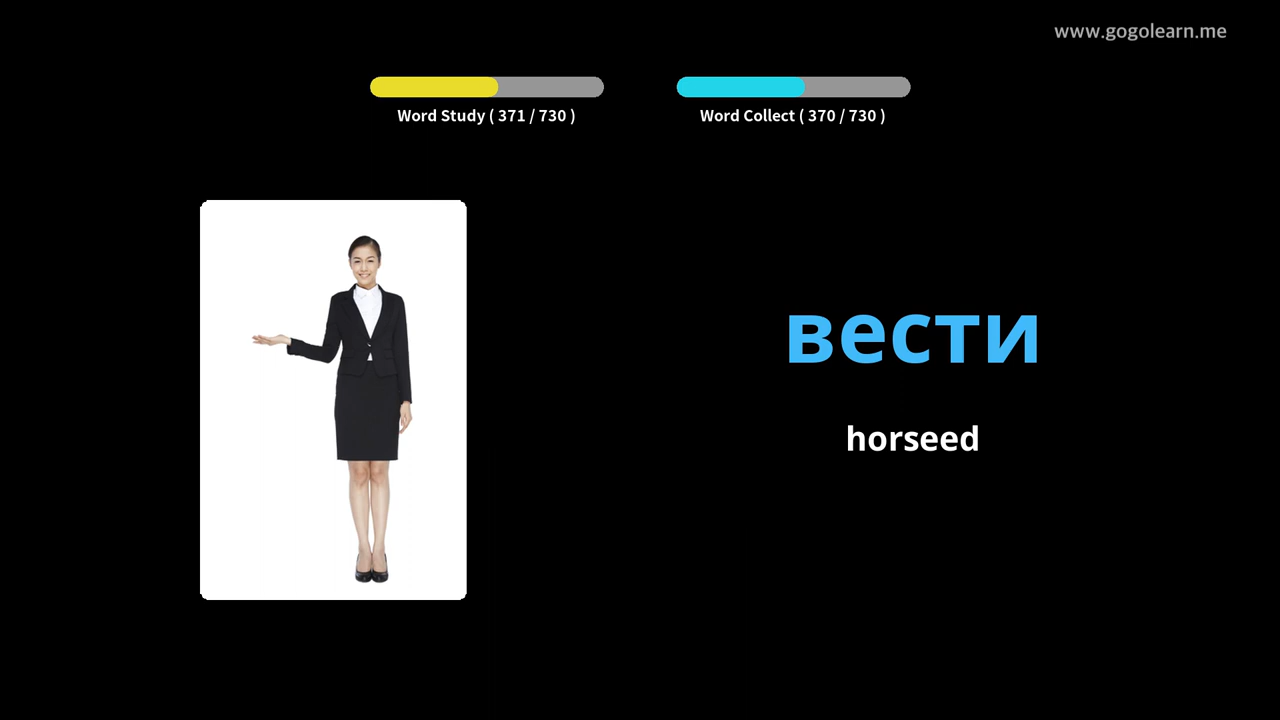 www.gogolearn.me
Word Study ( 371 / 730 )
Word Collect ( 370 / 730 )
вести
horseed